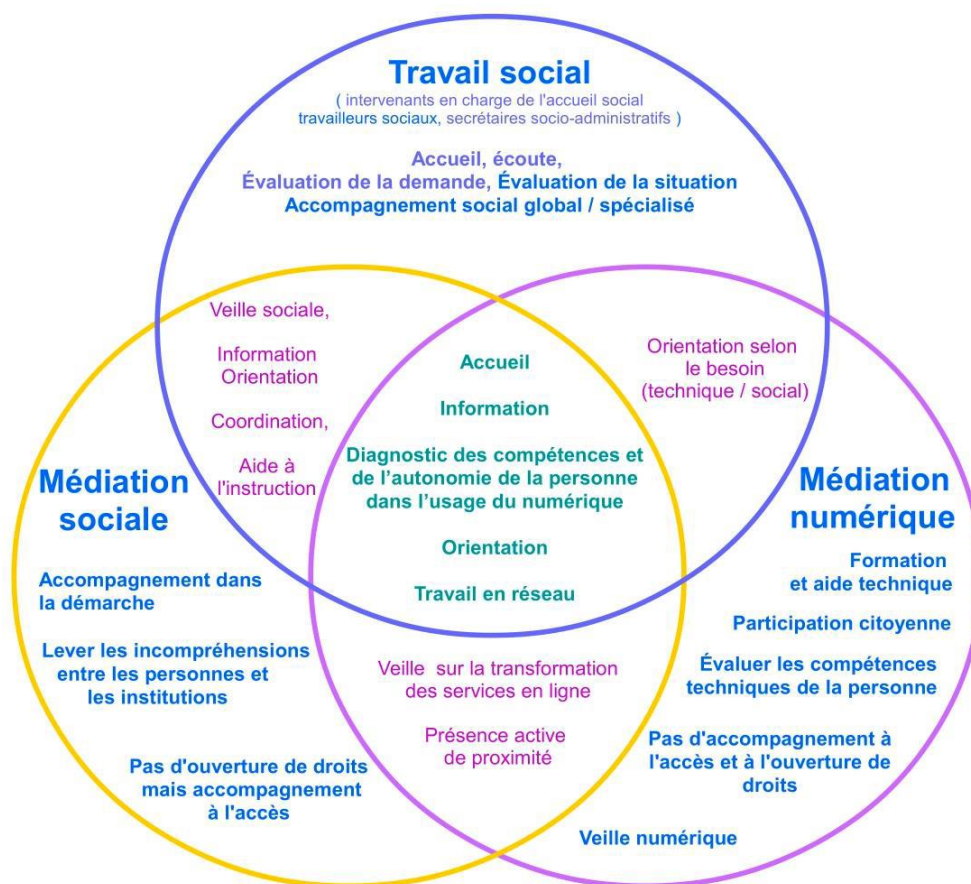 Travail social
( intervenants en charge de l'accueil social
travailleurs sociaux, secrétaires socio-administratifs )
Accueil, écoute,
Évaluation de la demande, Évaluation de la situation
Accompagnement social global / spécialisé
Veille sociale,
Information
Orientation
Coordination,
Aide à
l'instruction
Accueil
Information
Diagnostic des compétences et
de l’autonomie de la personne
dans l’usage du numérique
Orientation
Travail en réseau
Orientation selon
le besoin
(technique / social)
Médiation
sociale
Accompagnement dans
la démarche
Lever les incompréhensions
entre les personnes et
les institutions
Pas d'ouverture de droits
mais accompagnement
à l'accès
Veille  sur la transformation
des services en ligne
Présence active
de proximité
Médiation
numérique
Formation
et aide technique
Participation citoyenne
Évaluer les compétences
techniques de la personne
Pas d'accompagnement à
l'accès et à l'ouverture de
droits
Veille numérique